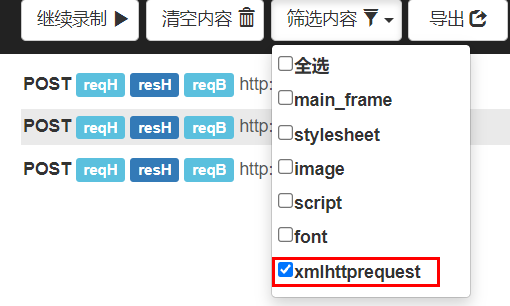 继续录制 清空内容 筛选内容 导出
全选
POST reqH resH reqB http:
main_frame
POST reqH resH reqB http:
stylesheet
POST reqH resH reqB http:
image
script
font
xmlhttprequest